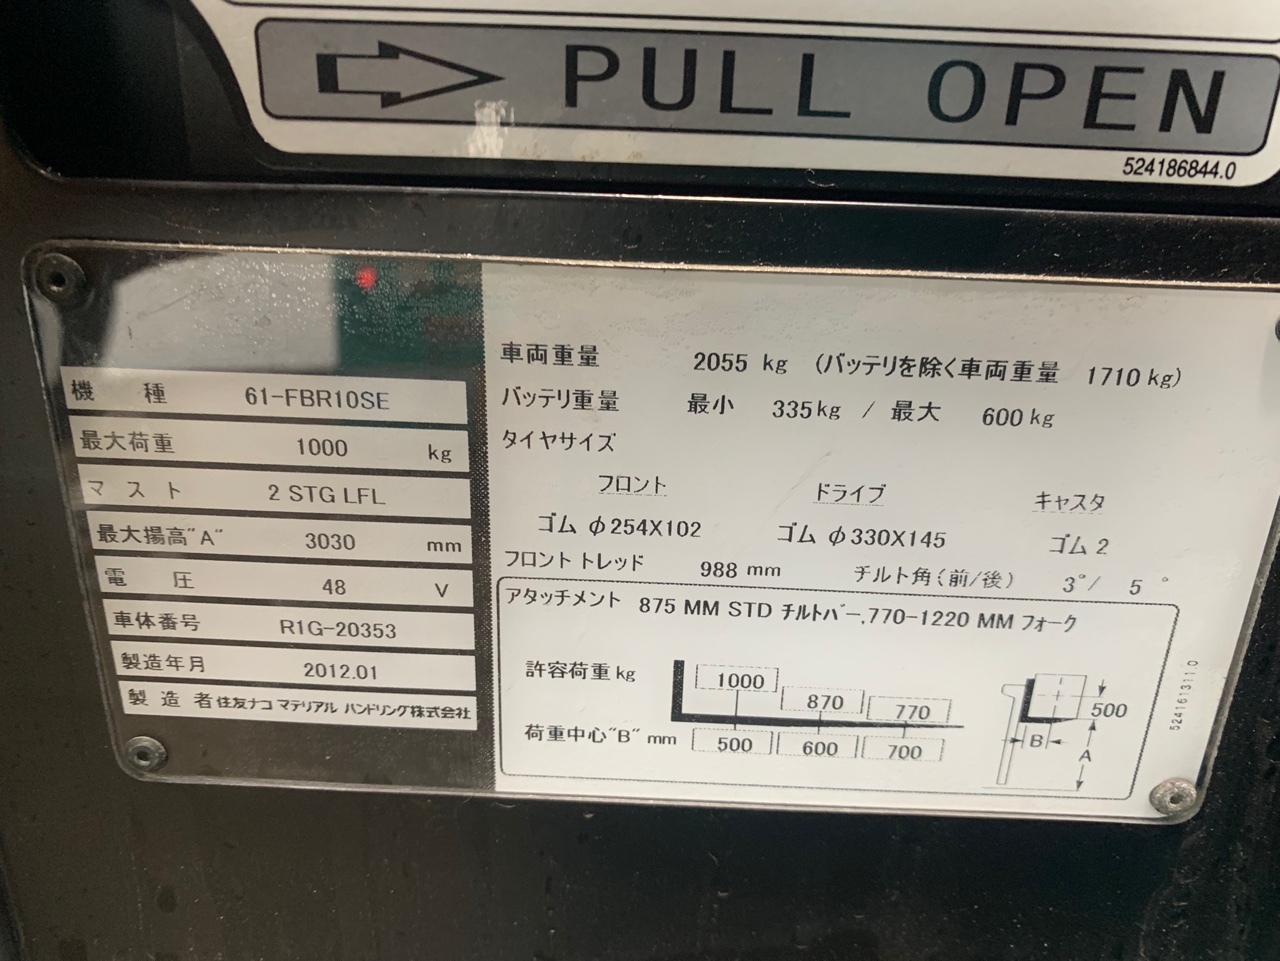 PULL OPEN
524186844.0
機 種 61-FBR10SE
最大荷重 1000 kg
マ ス ト 2 STG LFL
最大揚高"A" 3030 mm
電 圧 48 V
車体番号 R1G-20353
製造年月 2012.01
製 造 者 住友ナコ マテリアル ハンドリング株式会社
車両重量 2055 kg (バッテリを除く車両重量 1710 kg)
バッテリ重量 最小 335 kg / 最大 600 kg
タイヤサイズ
フロント ドライブ キャスタ
ゴム φ254X102 ゴム φ330X145 ゴム 2
フロント トレッド 988 mm チルト角(前/後) 3°/ 5°
アタッチメント 875 MM STD チルトバー,770-1220 MM フォーク
許容荷重 kg 1000 870 770
荷重中心"B" mm 500 600 700
500
B
A
524161311.0